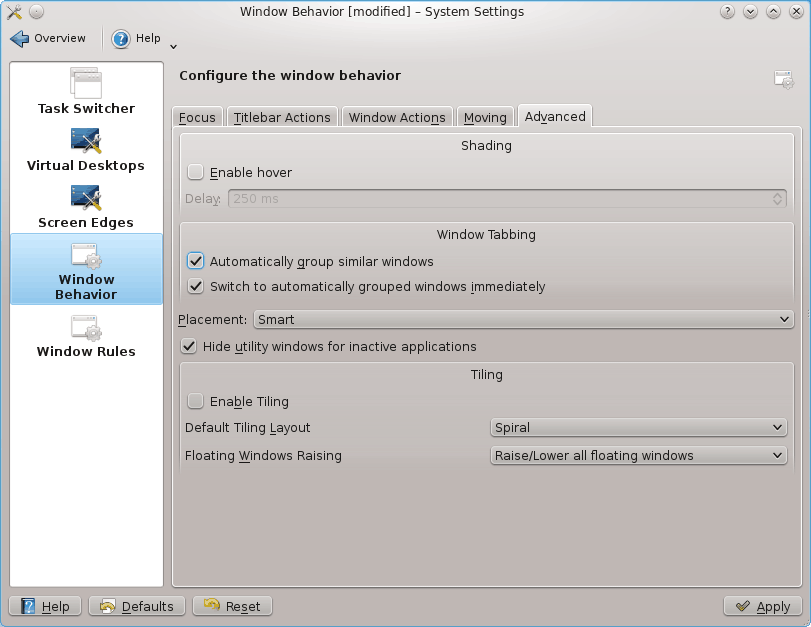 Window Behavior [modified] – System Settings
Overview
Help
Task Switcher
Virtual Desktops
Screen Edges
Window
Behavior
Window Rules
Configure the window behavior
Focus Titlebar Actions Window Actions Moving Advanced
Shading
Enable hover
Delay: 250 ms
Window Tabbing
Automatically group similar windows
Switch to automatically grouped windows immediately
Placement: Smart
Hide utility windows for inactive applications
Tiling
Enable Tiling
Default Tiling Layout Spiral
Floating Windows Raising Raise/Lower all floating windows
Help Defaults Reset Apply